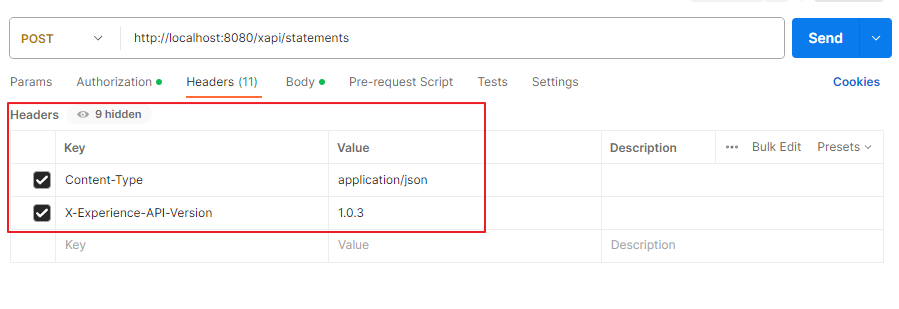 POST http://localhost:8080/xapi/statements Send
Params Authorization Headers (11) Body Pre-request Script Tests Settings Cookies
Headers 9 hidden
Key Value Description Bulk Edit Presets
Content-Type application/json
X-Experience-API-Version 1.0.3
Key Value Description